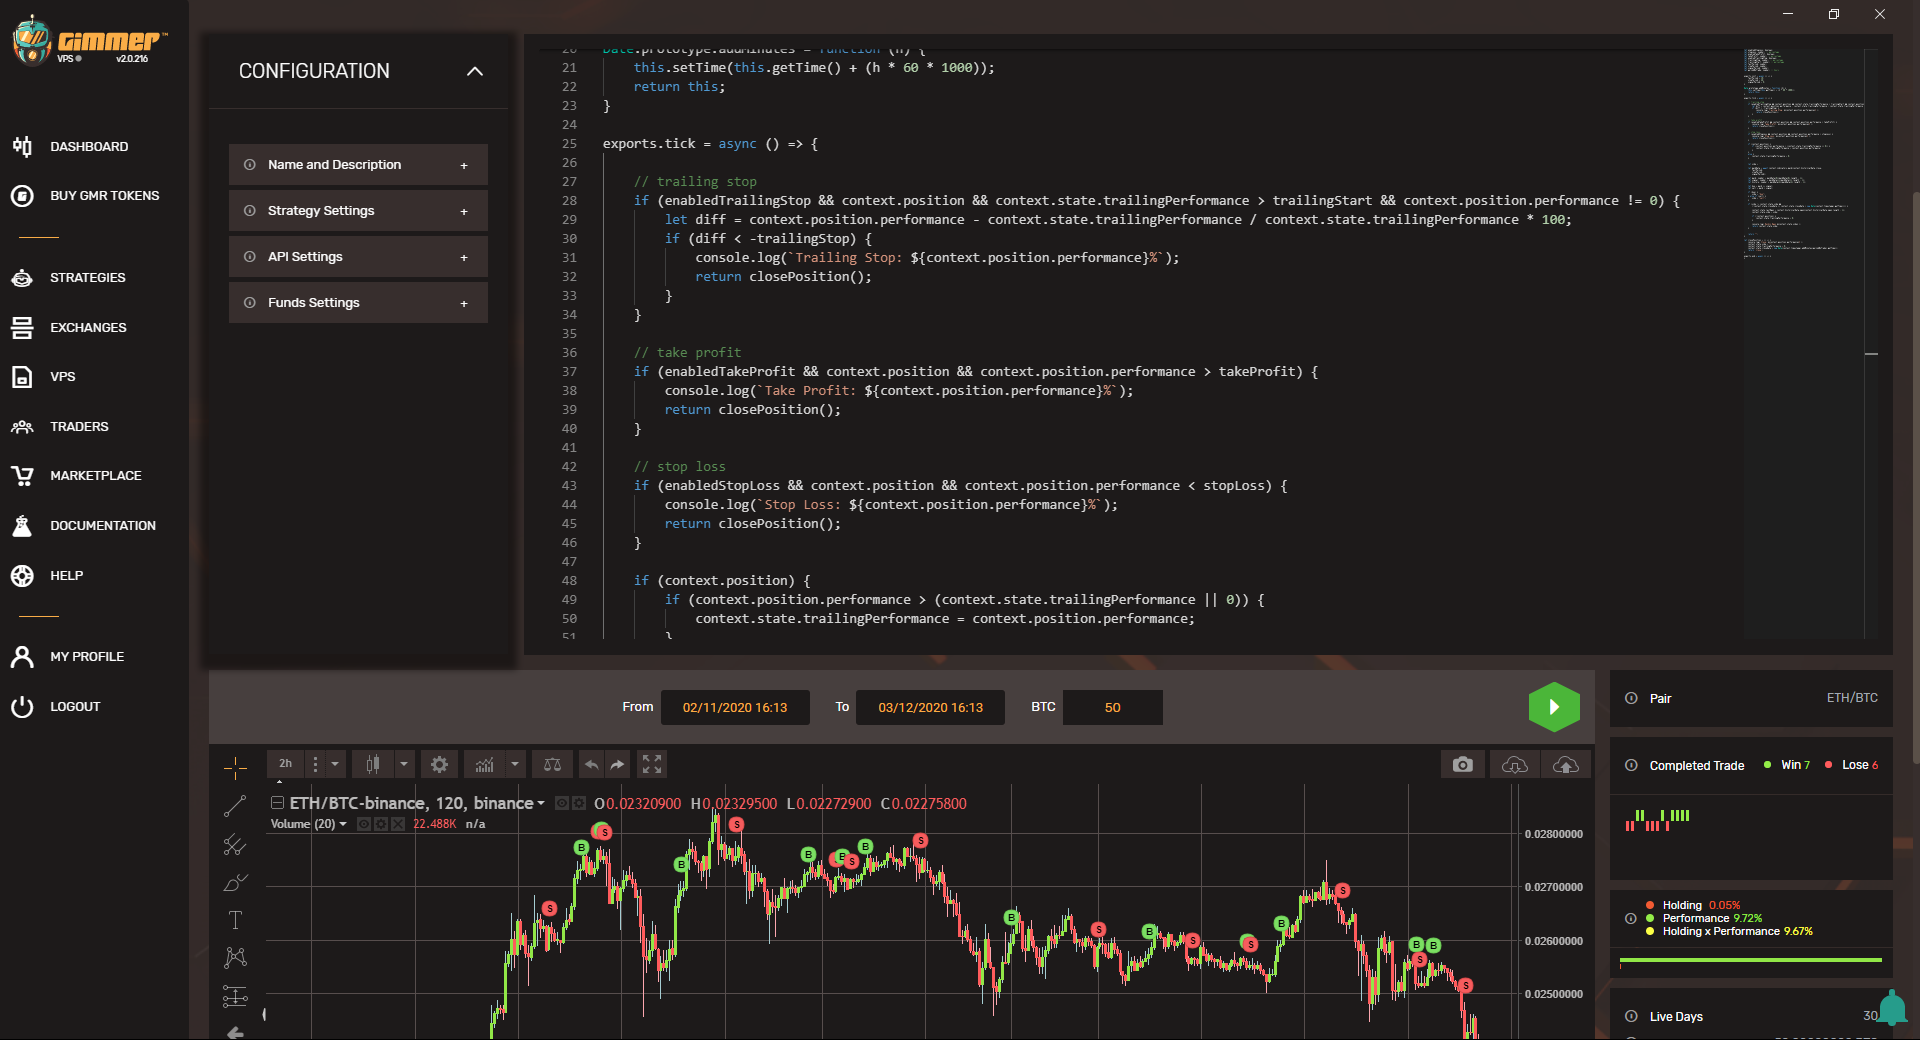 GIMMER™
VPS v2.0.216
DASHBOARD
BUY GMR TOKENS
STRATEGIES
EXCHANGES
VPS
TRADERS
MARKETPLACE
DOCUMENTATION
HELP
MY PROFILE
LOGOUT
CONFIGURATION
Name and Description +
Strategy Settings +
API Settings +
Funds Settings +
20 Date.prototype.addMinutes = function (h) {
21 this.setTime(this.getTime() + (h * 60 * 1000));
22 return this;
23 }
24
25 exports.tick = async () => {
26
27 // trailing stop
28 if (enabledTrailingStop && context.position && context.state.trailingPerformance > trailingStart && context.position.performance != 0) {
29 let diff = context.position.performance - context.state.trailingPerformance / context.state.trailingPerformance * 100;
30 if (diff < -trailingStop) {
31 console.log(`Trailing Stop: ${context.position.performance}%`);
32 return closePosition();
33 }
34 }
35
36 // take profit
37 if (enabledTakeProfit && context.position && context.position.performance > takeProfit) {
38 console.log(`Take Profit: ${context.position.performance}%`);
39 return closePosition();
40 }
41
42 // stop loss
43 if (enabledStopLoss && context.position && context.position.performance < stopLoss) {
44 console.log(`Stop Loss: ${context.position.performance}%`);
45 return closePosition();
46 }
47
48 if (context.position) {
49 if (context.position.performance > (context.state.trailingPerformance || 0)) {
50 context.state.trailingPerformance = context.position.performance;
51 }
From 02/11/2020 16:13 To 03/12/2020 16:13 BTC 50
2h
ETH/BTC-binance, 120, binance O0.02320900 H0.02329500 L0.02272900 C0.02275800
Volume (20) 22.488K n/a
0.02800000
0.02700000
0.02600000
0.02500000
Pair ETH/BTC
Completed Trade Win 7 Lose 6
Holding 0.05%
Performance 9.72%
Holding x Performance 9.67%
Live Days 30